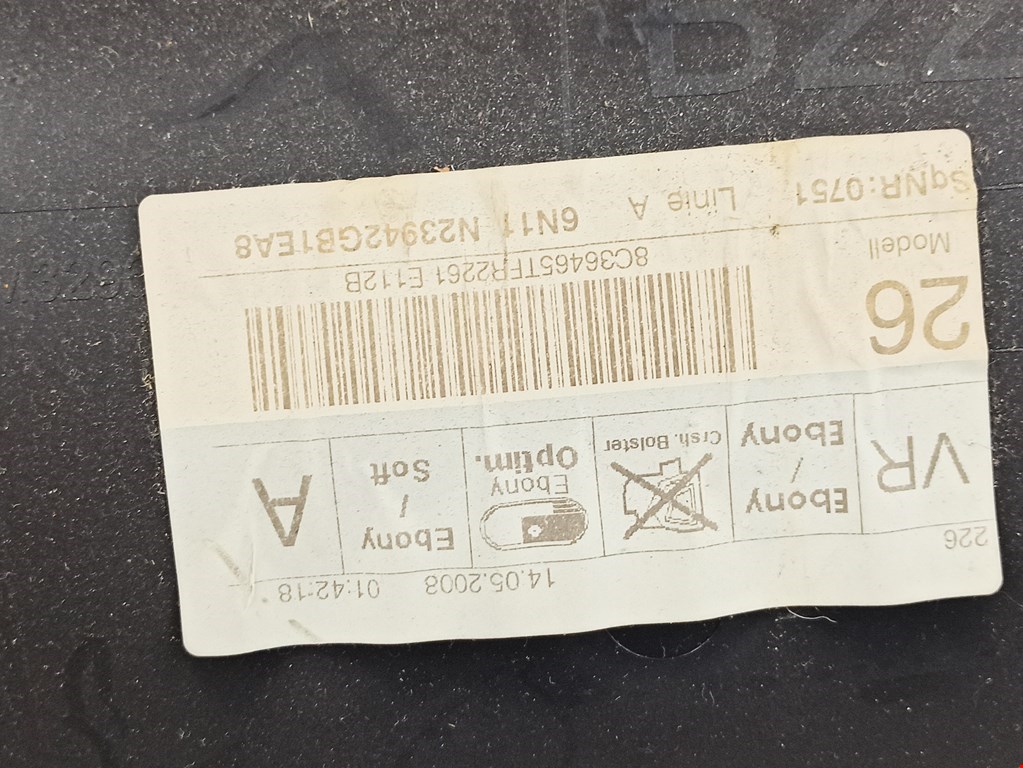 226 14.05.2008 01:42:18
VR
Ebony
/
Ebony
Crsh. Bolster
Ebony
Optim.
Ebony
/
Soft
A
26
Modell
8C36465TFR2261 E112B
SqNR:0751 Linie A 6N11 N23942GB1EA8